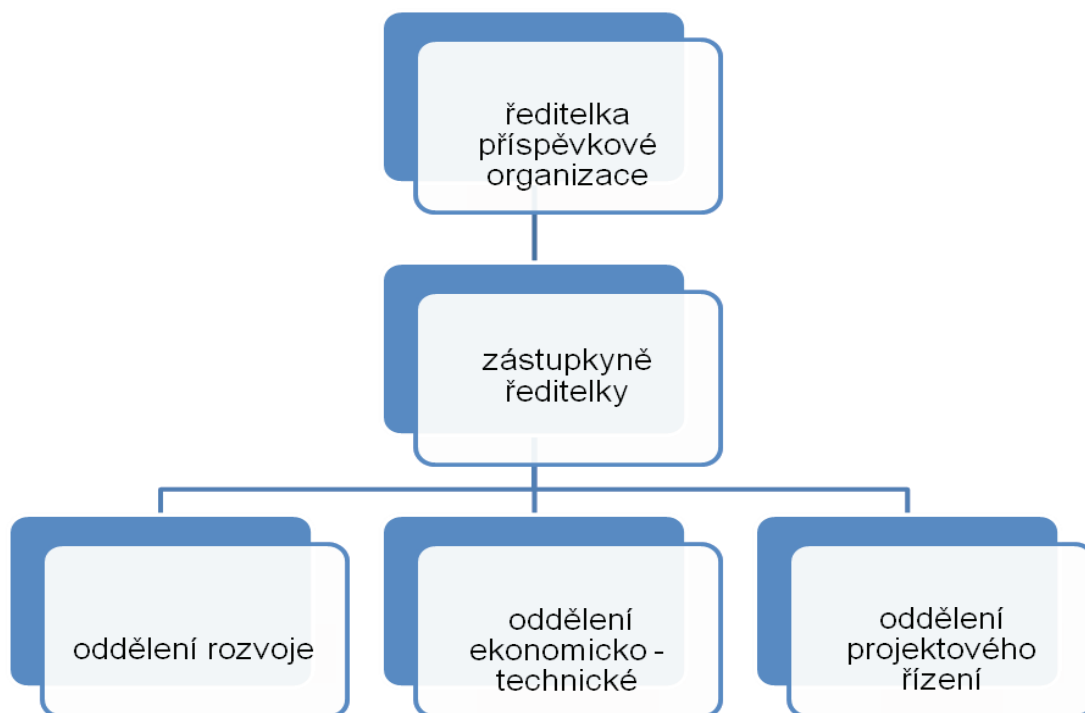 ředitelka
příspěvkové
organizace
zástupkyně
ředitelky
oddělení rozvoje
oddělení
ekonomicko-
technické
oddělení
projektového
řízení